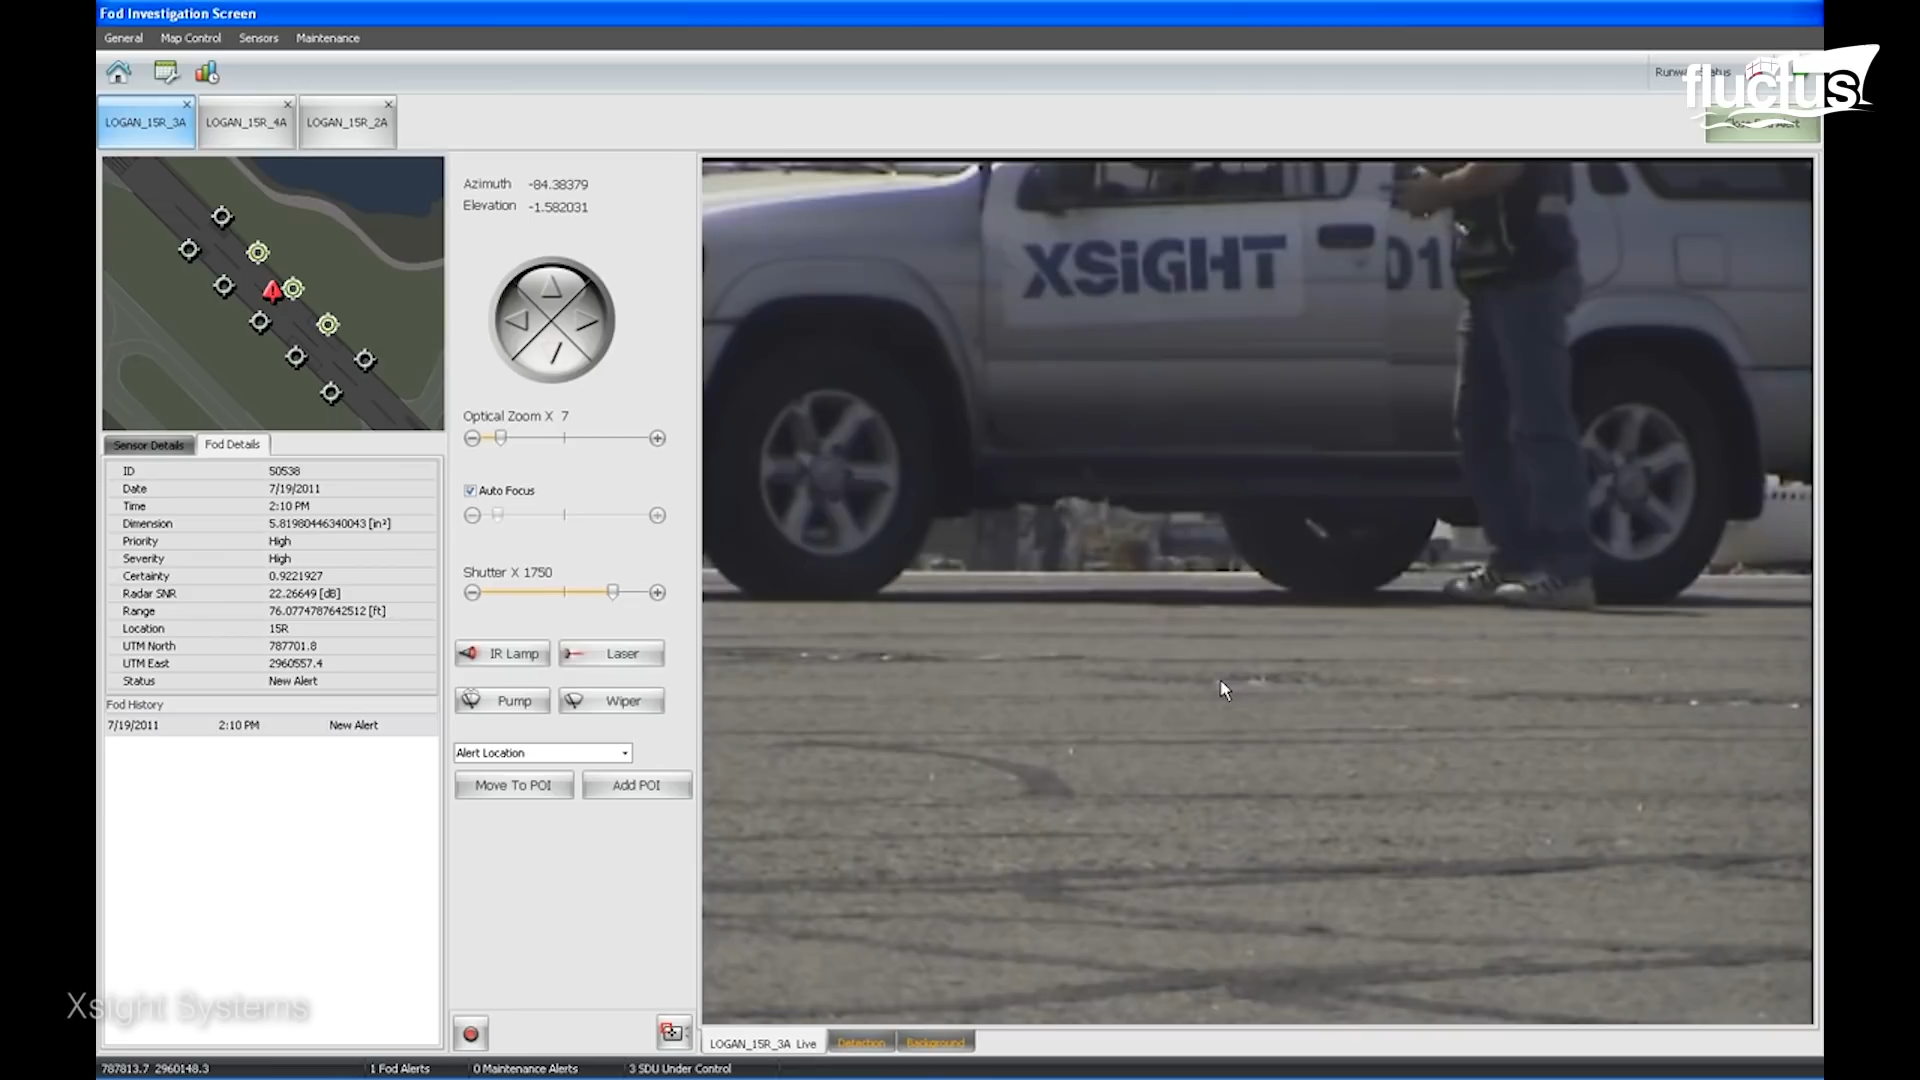 Fod Investigation Screen
General Map Control Sensors Maintenance
fluctus
LOGAN_15R_3A LOGAN_15R_4A LOGAN_15R_2A
Azimuth -84.38379
Elevation -1.582031
XSiGHT 01
Optical Zoom X 7
Sensor Details Fod Details
ID 50538
Date 7/19/2011
Time 2:10 PM
Dimension 5.81980446340043 [in²]
Priority High
Severity High
Certainty 0.9221927
Radar SNR 22.26649 [dB]
Range 76.0774787642512 [ft]
Location 15R
UTM North 787701.8
UTM East 2960557.4
Status New Alert
Fod History
7/19/2011 2:10 PM New Alert
Auto Focus
Shutter X 1750
IR Lamp Laser
Pump Wiper
Alert Location
Move To POI Add POI
Xsight Systems
LOGAN_15R_3A Live Detection Background
787813.7 2960148.3 1 Fod Alerts 0 Maintenance Alerts 3 SDU Under Control